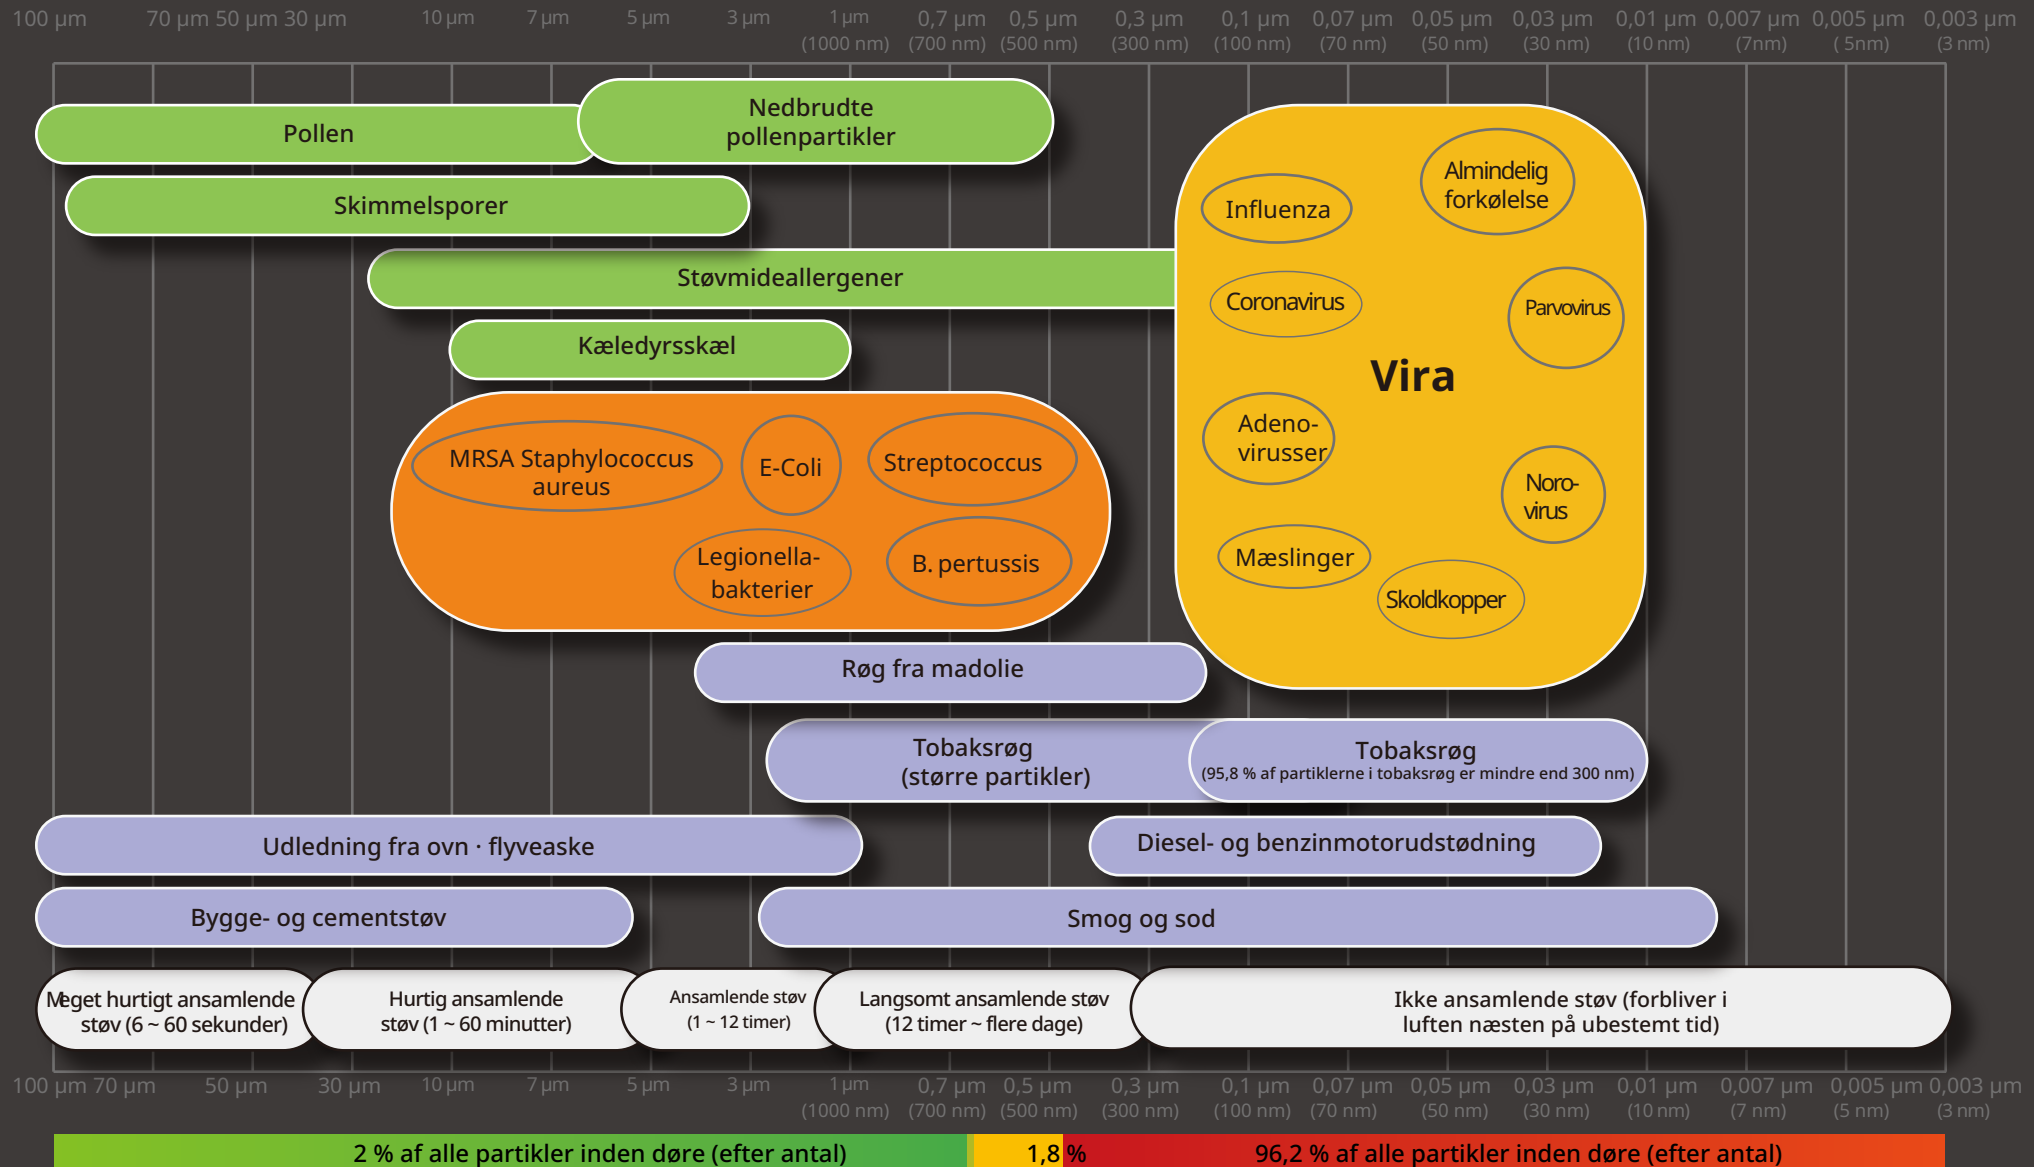 100 µm 70 µm 50 µm 30 µm 10 µm 7 µm 5 µm 3 µm 1 µm 0,7 µm 0,5 µm 0,3 µm 0,1 µm 0,07 µm 0,05 µm 0,03 µm 0,01 µm 0,007 µm 0,005 µm 0,003 µm
(1000 nm) (700 nm) (500 nm) (300 nm) (100 nm) (70 nm) (50 nm) (30 nm) (10 nm) (7nm) ( 5nm) (3 nm)
Pollen
Nedbrudte
pollenpartikler
Skimmelsporer
Støvmideallergener
Kæledyrsskæl
MRSA Staphylococcus
aureus
E-Coli
Streptococcus
Legionella-
bakterier
B. pertussis
Vira
Influenza
Almindelig
forkølelse
Coronavirus
Parvovirus
Adeno-
virusser
Noro-
virus
Mæslinger
Skoldkopper
Røg fra madolie
Tobaksrøg
(større partikler)
Tobaksrøg
(95,8 % af partiklerne i tobaksrøg er mindre end 300 nm)
Udledning fra ovn · flyveaske
Diesel- og benzinmotorudstødning
Bygge- og cementstøv
Smog og sod
Meget hurtigt ansamlende
støv (6 ~ 60 sekunder)
Hurtig ansamlende
støv (1 ~ 60 minutter)
Ansamlende støv
(1 ~ 12 timer)
Langsomt ansamlende støv
(12 timer ~ flere dage)
Ikke ansamlende støv (forbliver i
luften næsten på ubestemt tid)
100 µm 70 µm 50 µm 30 µm 10 µm 7 µm 5 µm 3 µm 1 µm 0,7 µm 0,5 µm 0,3 µm 0,1 µm 0,07 µm 0,05 µm 0,03 µm 0,01 µm 0,007 µm 0,005 µm 0,003 µm
(1000 nm) (700 nm) (500 nm) (300 nm) (100 nm) (70 nm) (50 nm) (30 nm) (10 nm) (7 nm) (5 nm) (3 nm)
2 % af alle partikler inden døre (efter antal) 1,8 % 96,2 % af alle partikler inden døre (efter antal)